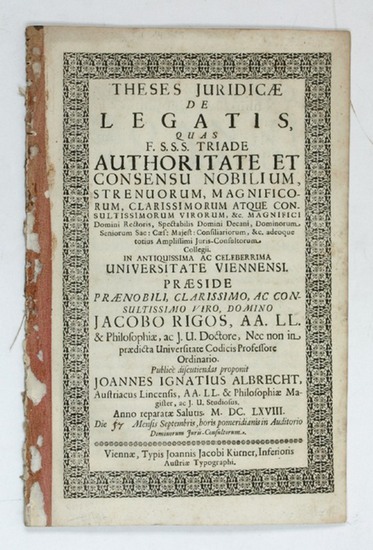 THESES JURIDICÆ
DE
LEGATIS,
QUAS
F. S.S.S. TRIADE
AUTHORITATE ET
CONSENSU NOBILIUM,
STRENUORUM, MAGNIFICO-
RUM, CLARISSIMORUM ATQUE CON-
SULTISSIMORUM VIRORUM, &c. MAGNIFICI
Domini Rectoris, Spectabilis Domini Decani, Dominorum
Seniorum Sac: Cæs: Majest: Consiliariorum, &c. adeoque
totius Amplissimi Juris-Consultorum
Collegii.
IN ANTIQUISSIMA AC CELEBERRIMA
UNIVERSITATE VIENNENSI.
PRÆSIDE
PRÆNOBILI, CLARISSIMO, AC CON-
SULTISSIMO VIRO, DOMINO
JACOBO RIGOS, AA. LL.
& Philosophiæ, ac J. U. Doctore, Nec non in
prædicta Universitate Codicis Professore
Ordinario.
Publicè discutiendas proponit
JOANNES IGNATIUS ALBRECHT,
Austriacus Lincensis, AA. LL. & Philosophiæ Ma-
gister, ac J. U. Studiosus.
Anno reparatæ Salutis. M. DC. LXVIII.
Die Mensis Septembris, horis pomeridianis in Auditorio
Dominorum Juris-Consultorum.
Viennæ, Typis Joannis Jacobi Kurner, Inferioris
Austriæ Typographi.